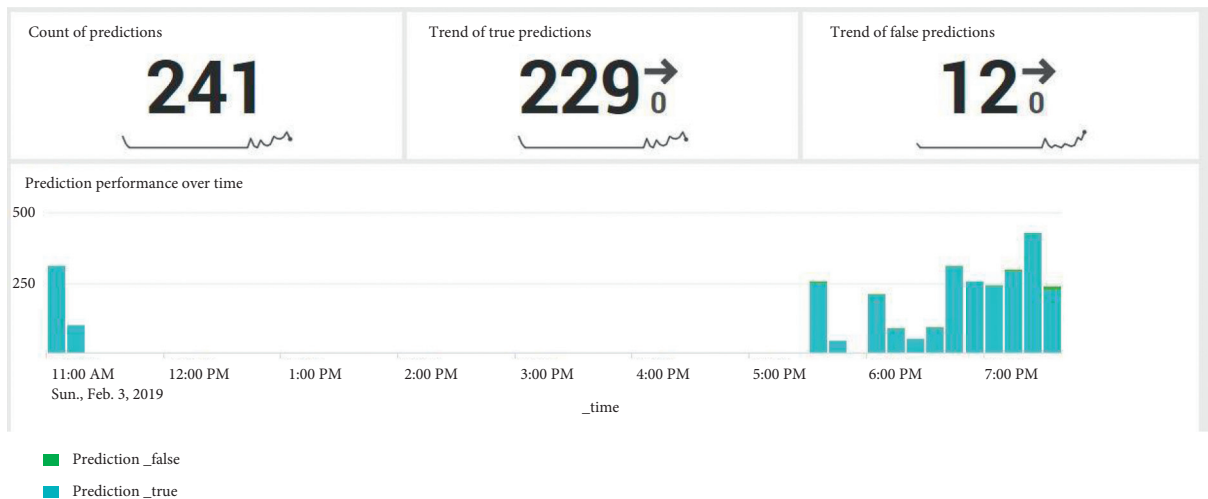 Count of predictions
241
Trend of true predictions
229
0
Trend of false predictions
12
0
Prediction performance over time
500
250
11:00 AM 12:00 PM 1:00 PM 2:00 PM 3:00 PM 4:00 PM 5:00 PM 6:00 PM 7:00 PM
Sun., Feb. 3, 2019
_time
Prediction _false
Prediction _true